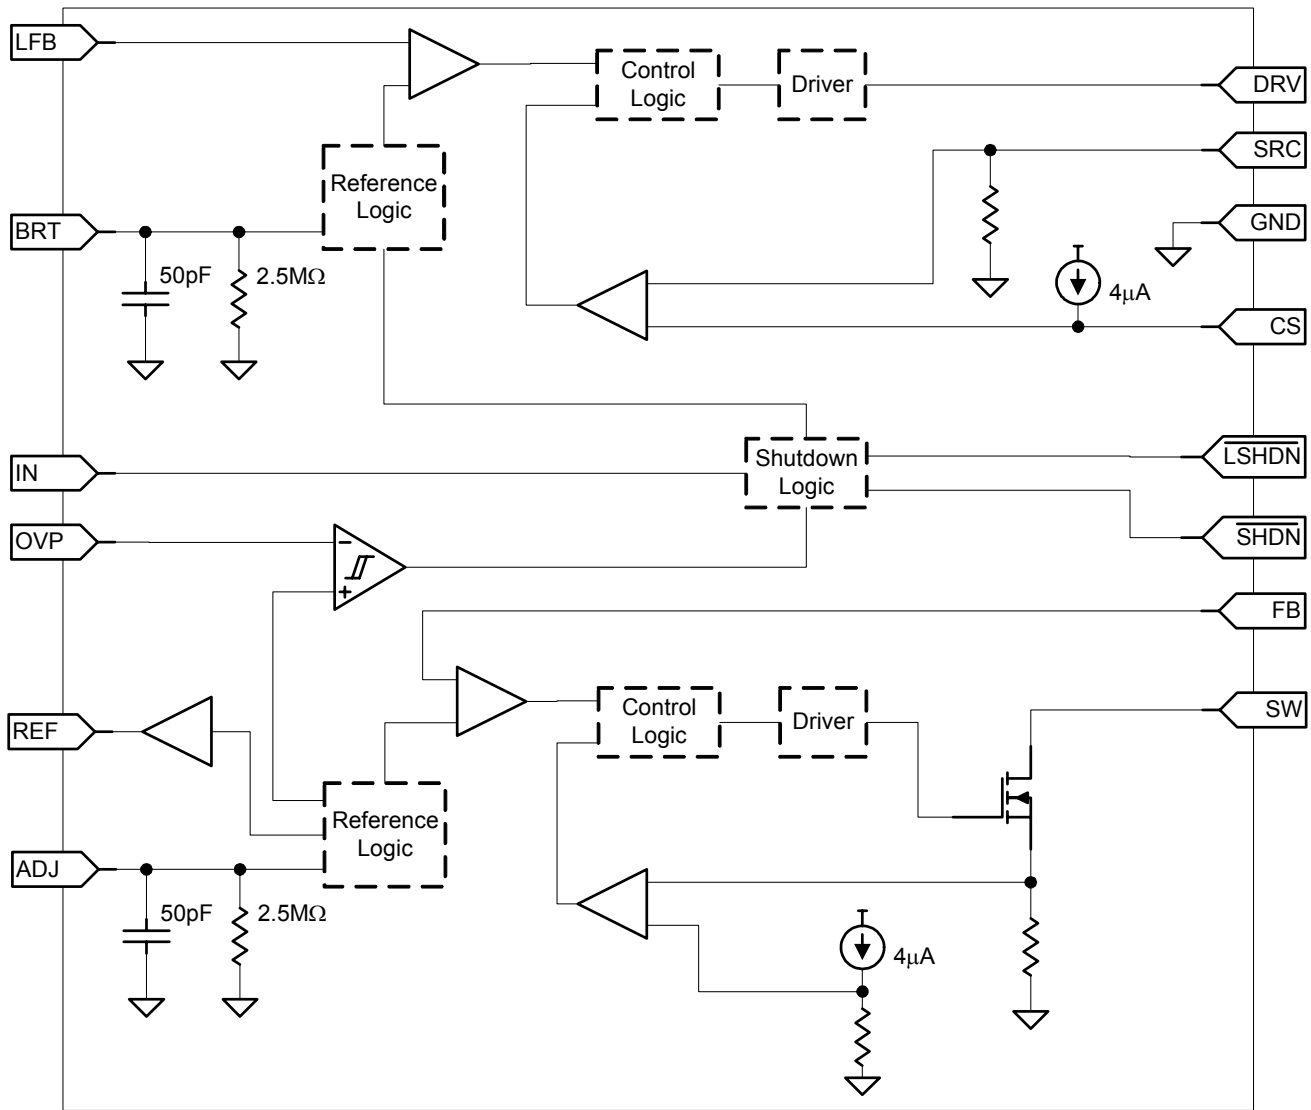 LFB
Control
Logic
Driver
DRV
SRC
Reference
Logic
BRT
GND
50pF
2.5MΩ
4µA
CS
IN
Shutdown
Logic
LSHDN
SHDN
OVP
-
+
FB
REF
Control
Logic
Driver
SW
Reference
Logic
ADJ
50pF
2.5MΩ
4µA